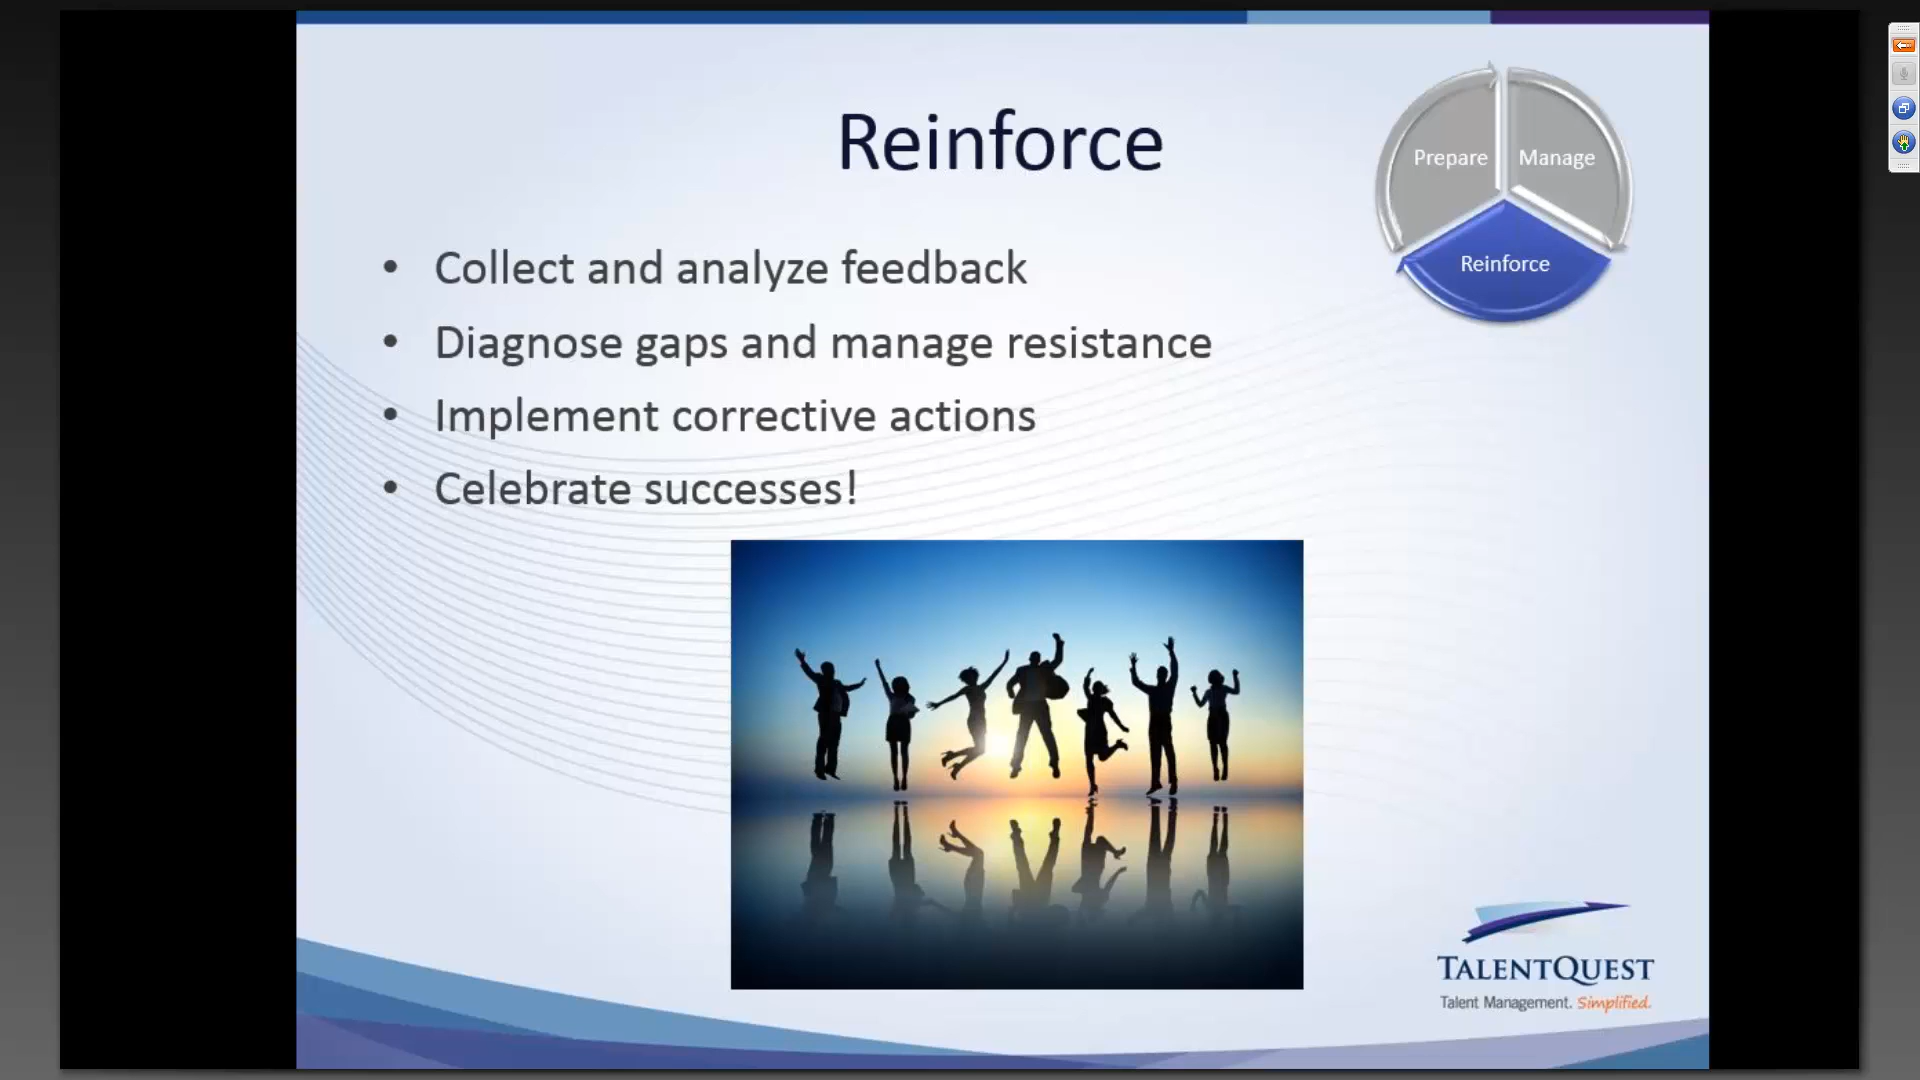 Reinforce
Prepare
Manage
Reinforce
• Collect and analyze feedback
• Diagnose gaps and manage resistance
• Implement corrective actions
• Celebrate successes!
TALENTQUEST
Talent Management. Simplified.